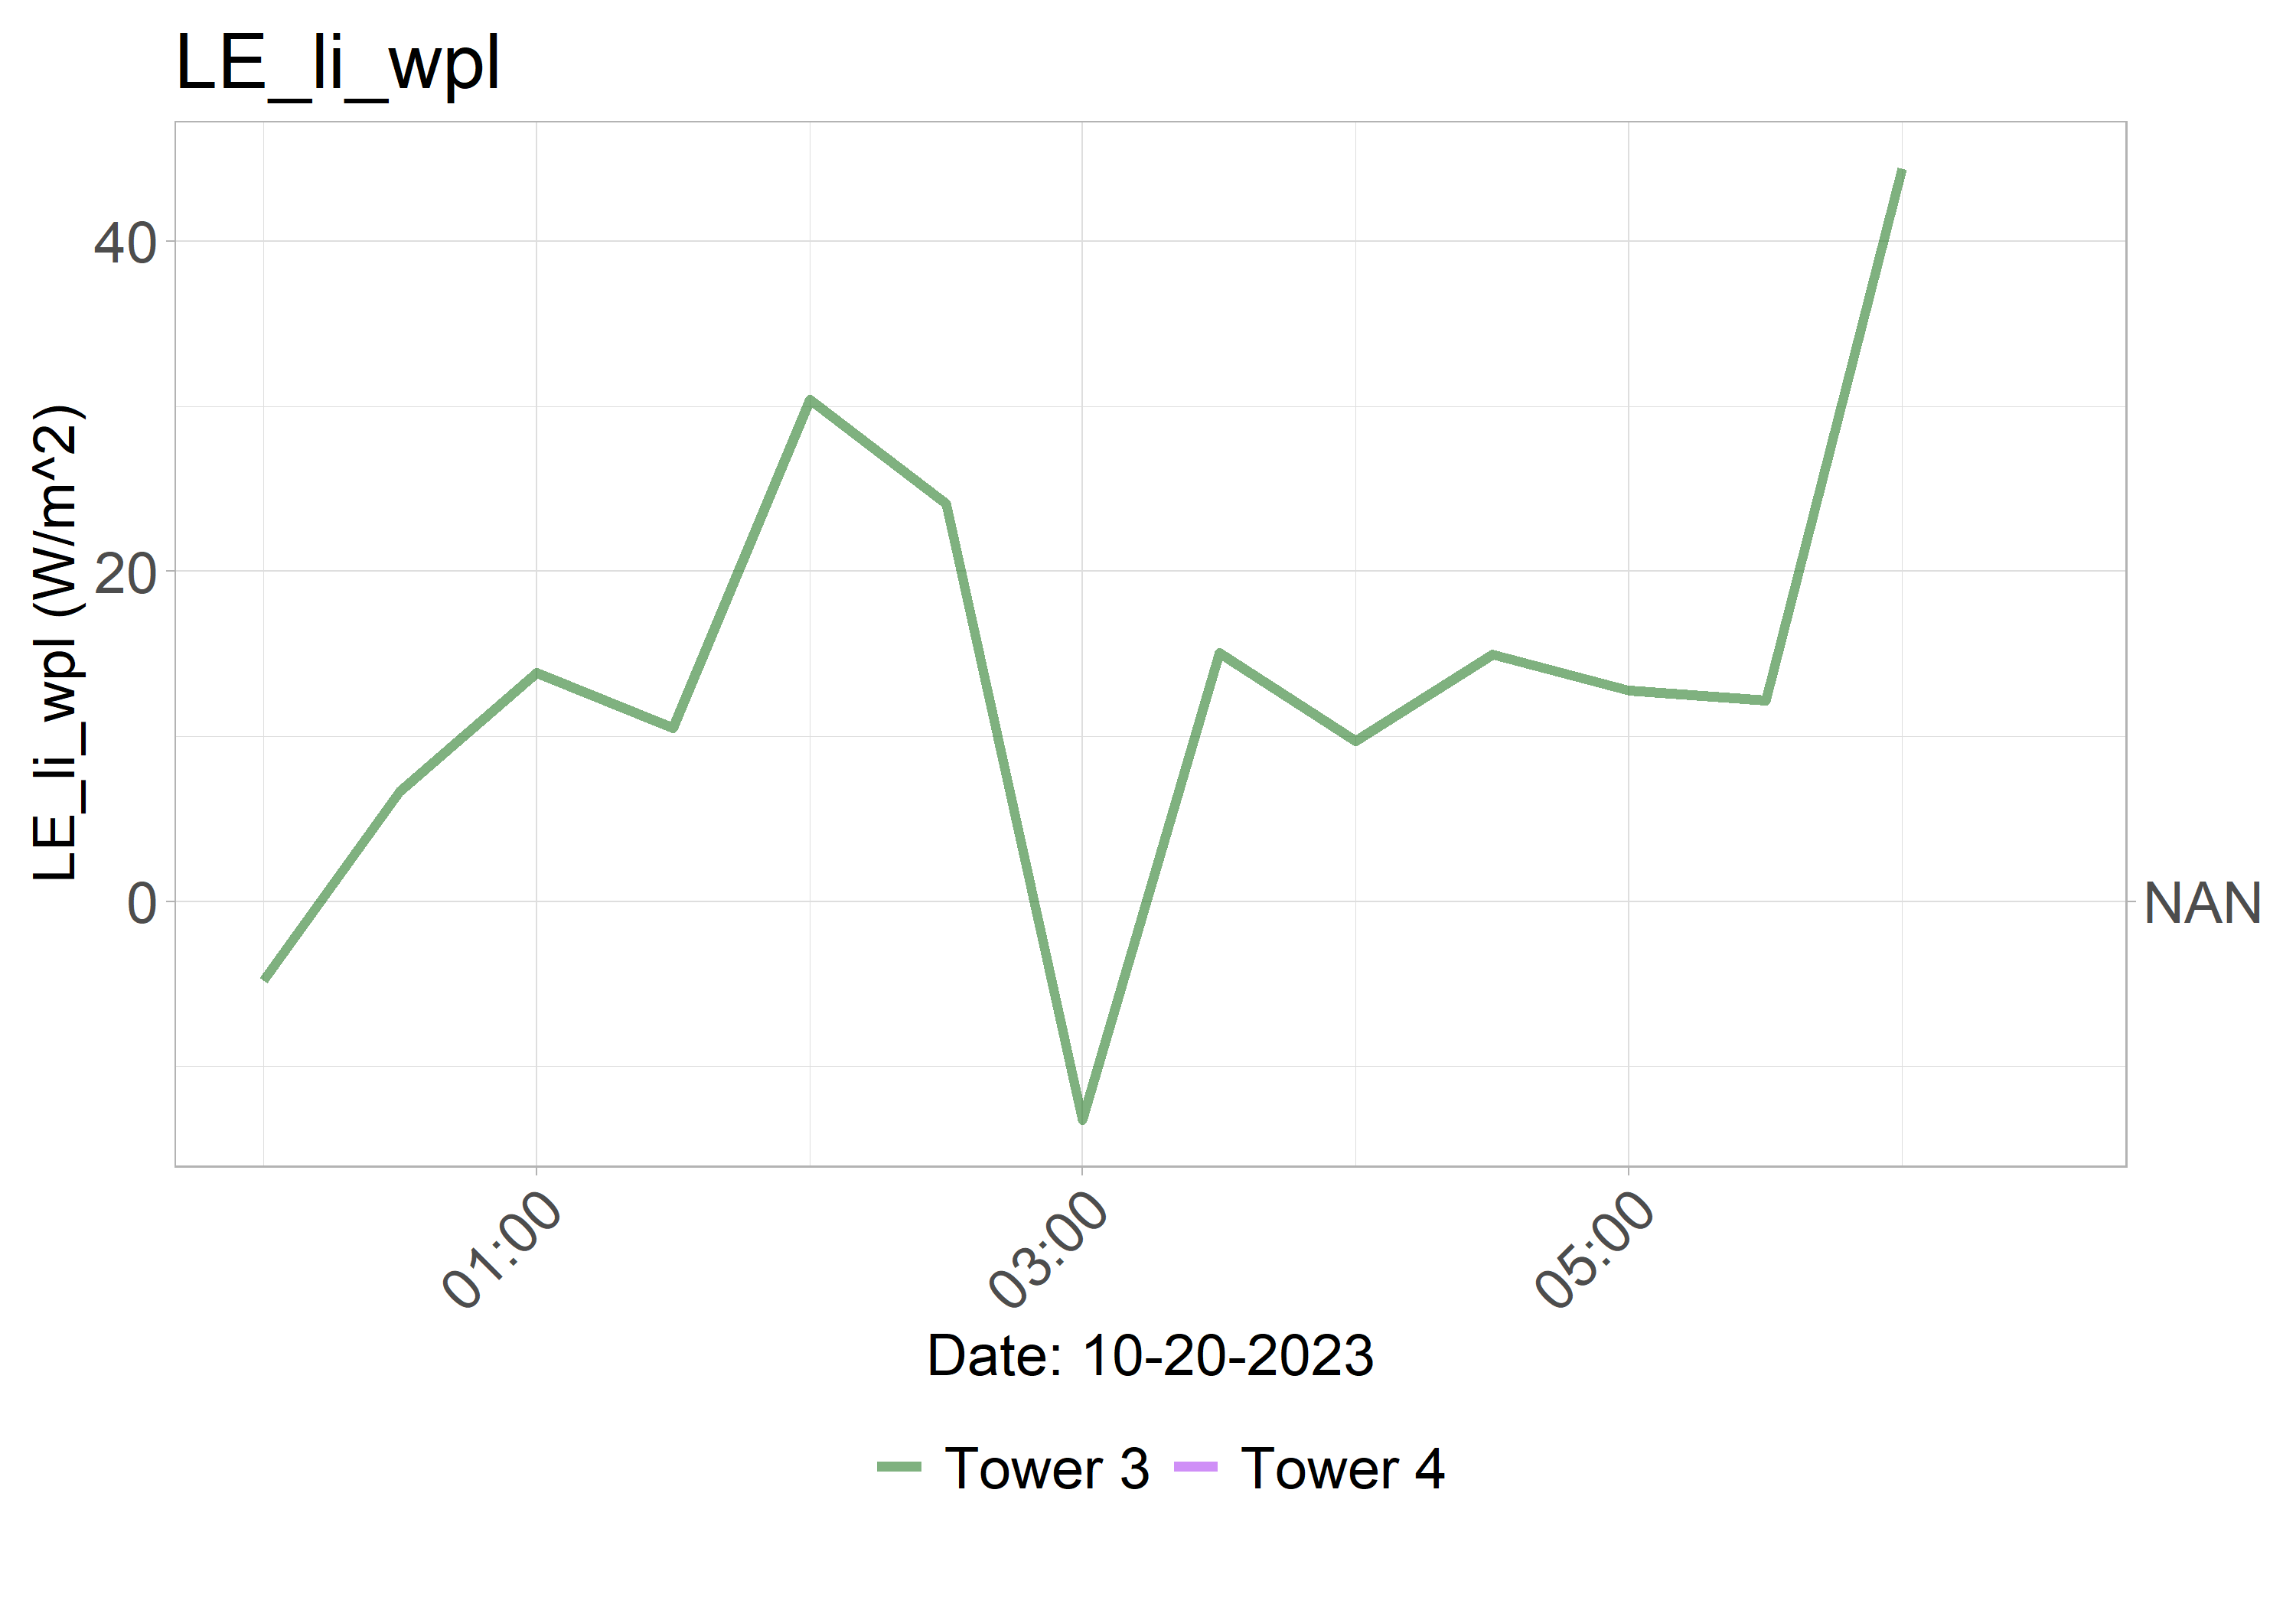 LE_li_wpl
LE_li_wpl (W/m^2)
40
20
0
NAN
01:00
03:00
05:00
Date: 10-20-2023
Tower 3
Tower 4